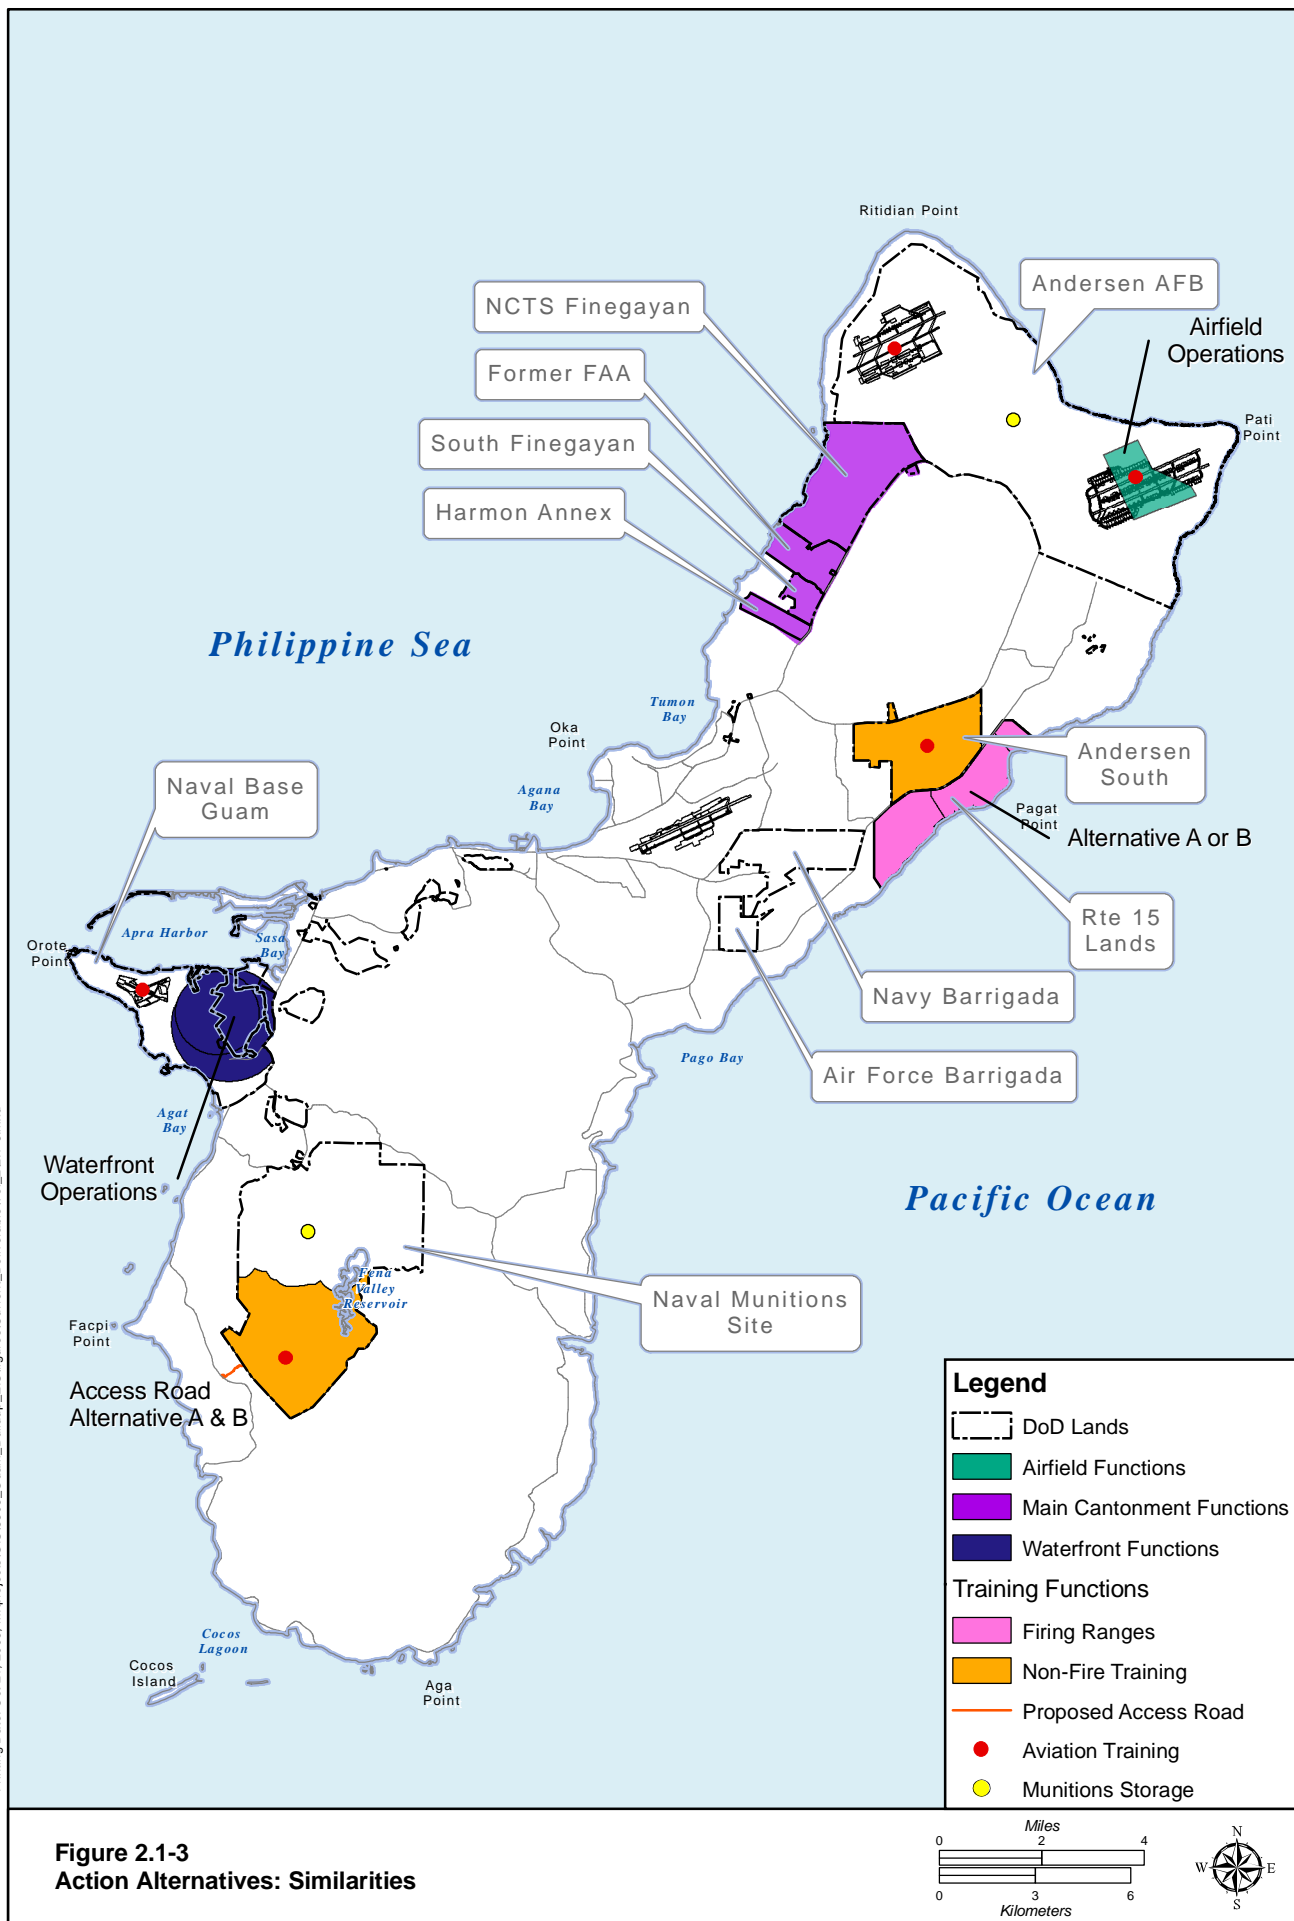 Ritidian Point
Andersen AFB
NCTS Finegayan
Airfield
Operations
Former FAA
South Finegayan
Pati
Point
Harmon Annex
Philippine Sea
Tumon
Bay
Oka
Point
Andersen
South
Naval Base
Guam
Agana
Bay
Pagat
Point
Alternative A or B
Rte 15
Lands
Apra Harbor
Sasa
Bay
Orote
Point
Navy Barrigada
Pago Bay
Air Force Barrigada
Agat
Bay
Waterfront
Operations
Pacific Ocean
Fena
Valley
Reservoir
Naval Munitions
Site
Facpi
Point
Access Road
Alternative A & B
Cocos
Lagoon
Cocos
Island
Aga
Point
Legend
DoD Lands
Airfield Functions
Main Cantonment Functions
Waterfront Functions
Training Functions
Firing Ranges
Non-Fire Training
Proposed Access Road
Aviation Training
Munitions Storage
Figure 2.1-3
Action Alternatives: Similarities
Miles
0 2 4
0 3 6
Kilometers
N
W E
S